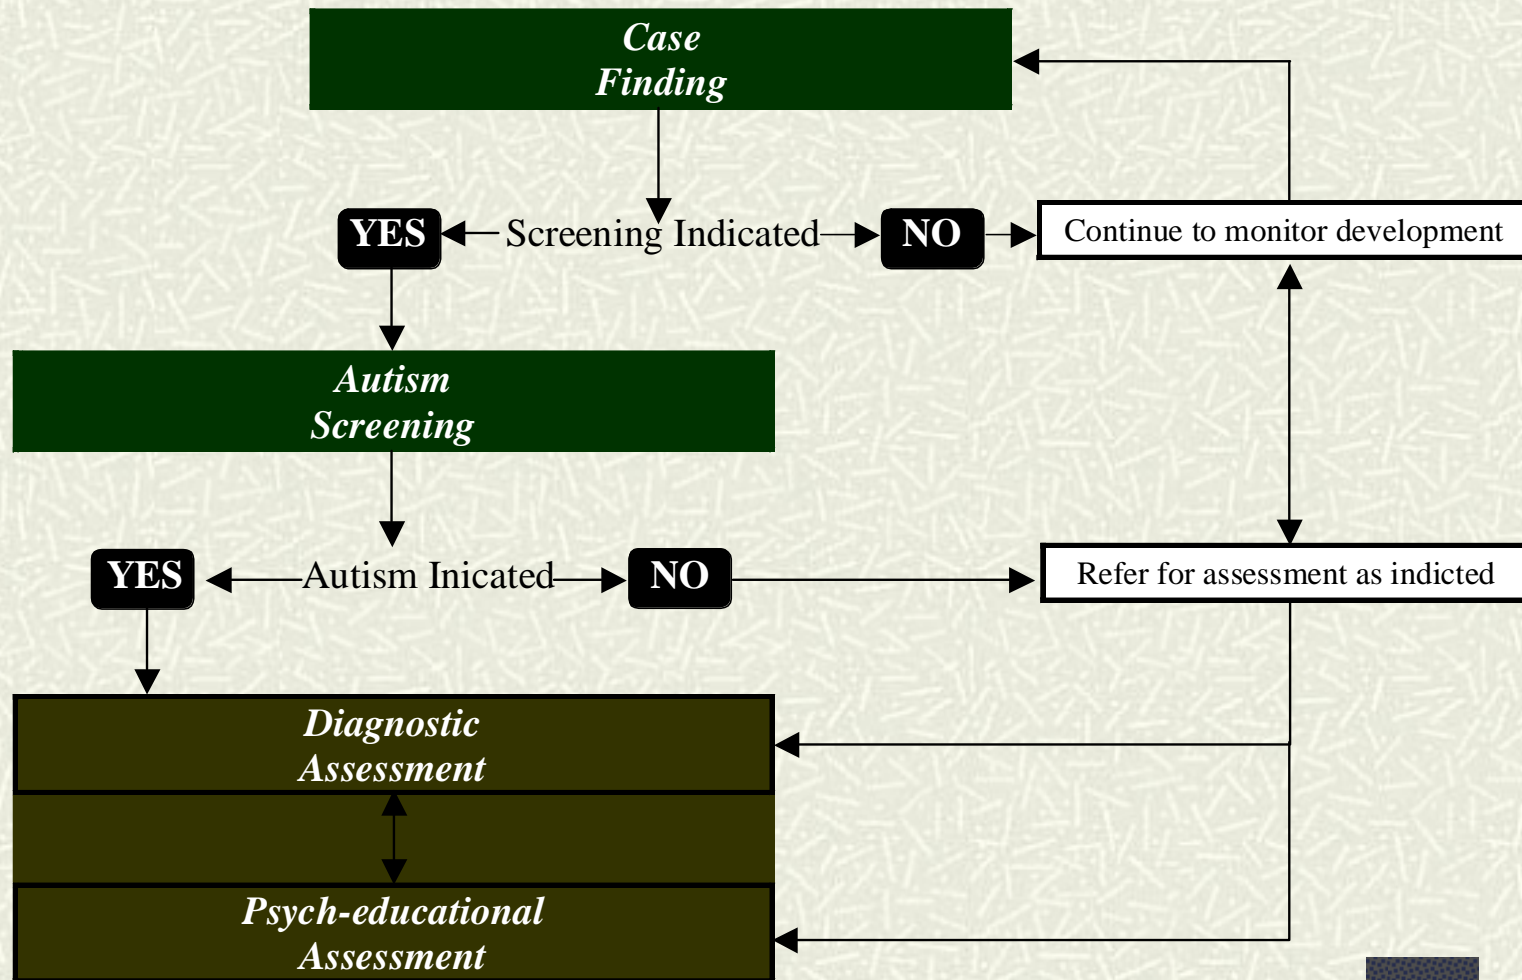 Case
Finding
YES
Screening Indicated
NO
Continue to monitor development
Autism
Screening
YES
Autism Inicated
NO
Refer for assessment as indicted
Diagnostic
Assessment
Psych-educational
Assessment